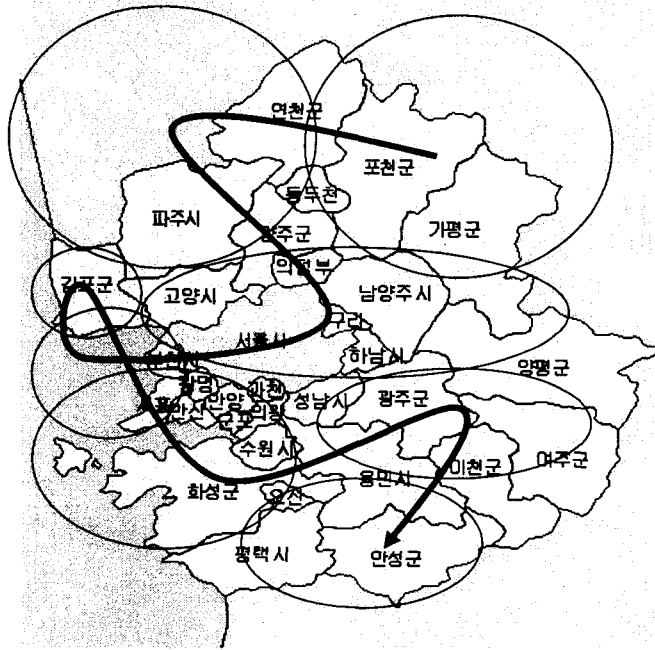 연천군
포천군
동두천
파주시
양주군
가평군
의정부
김포군
고양시
남양주시
구리
서울시
하남시
양평군
광명
과천
안양
성남시
광주군
안산
군포
의왕
수원시
이천군
여주군
화성군
용인시
오산
평택시
안성군